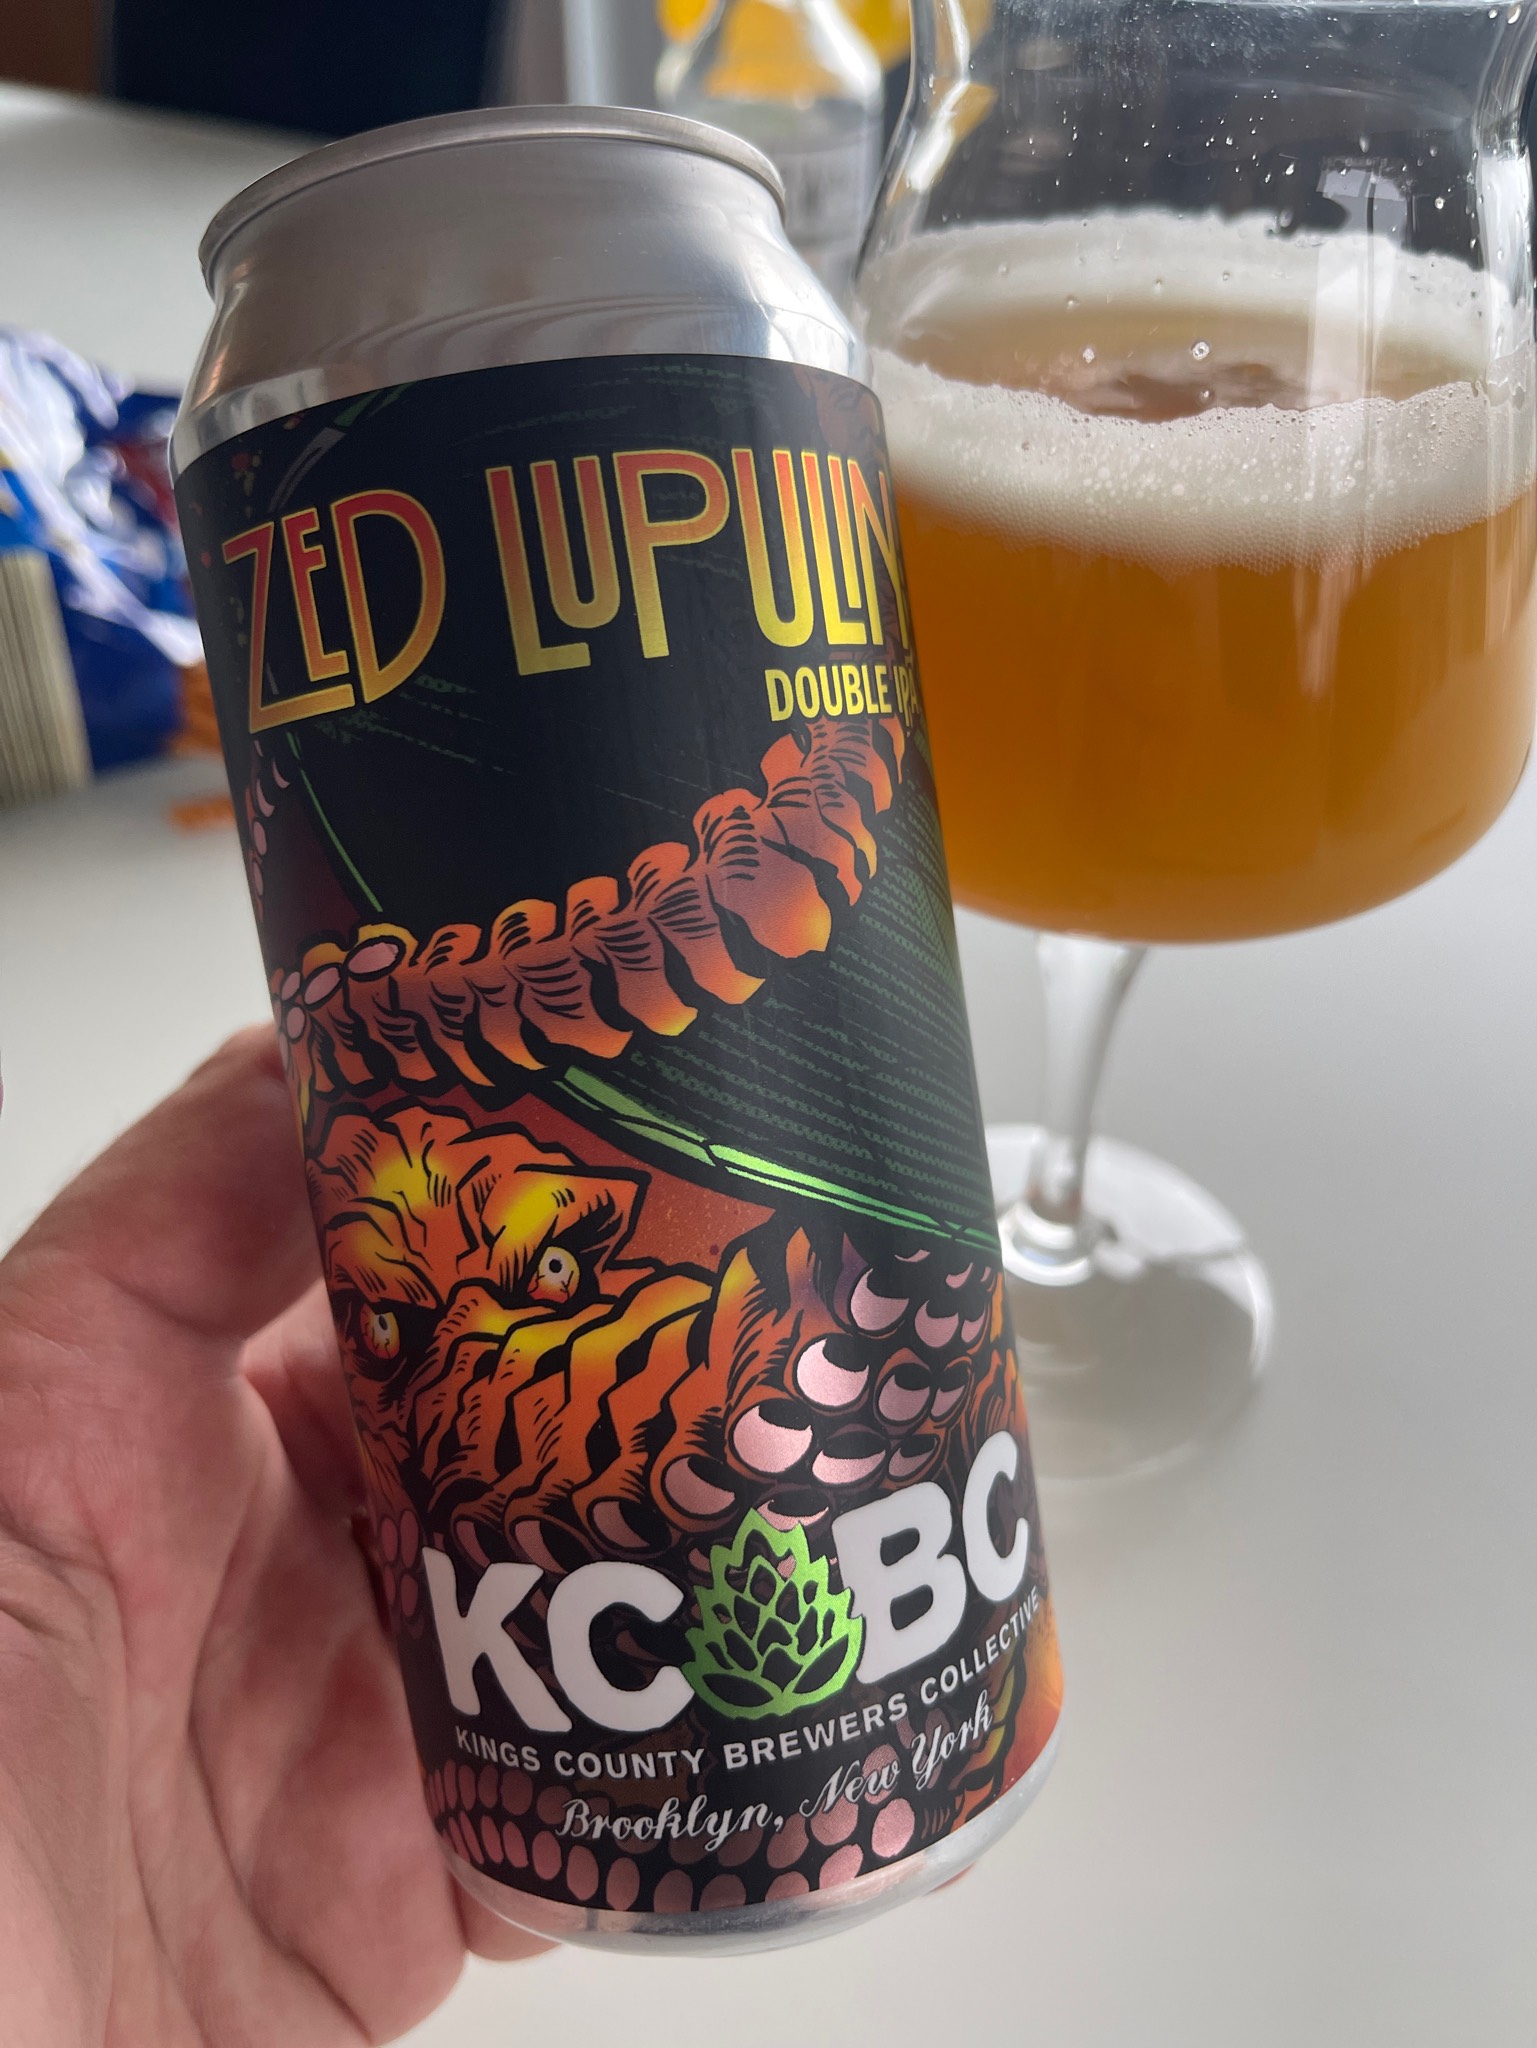 ZED LUPULIN
DOUBLE IPA
KC BC
KINGS COUNTY BREWERS COLLECTIVE
Brooklyn, New York